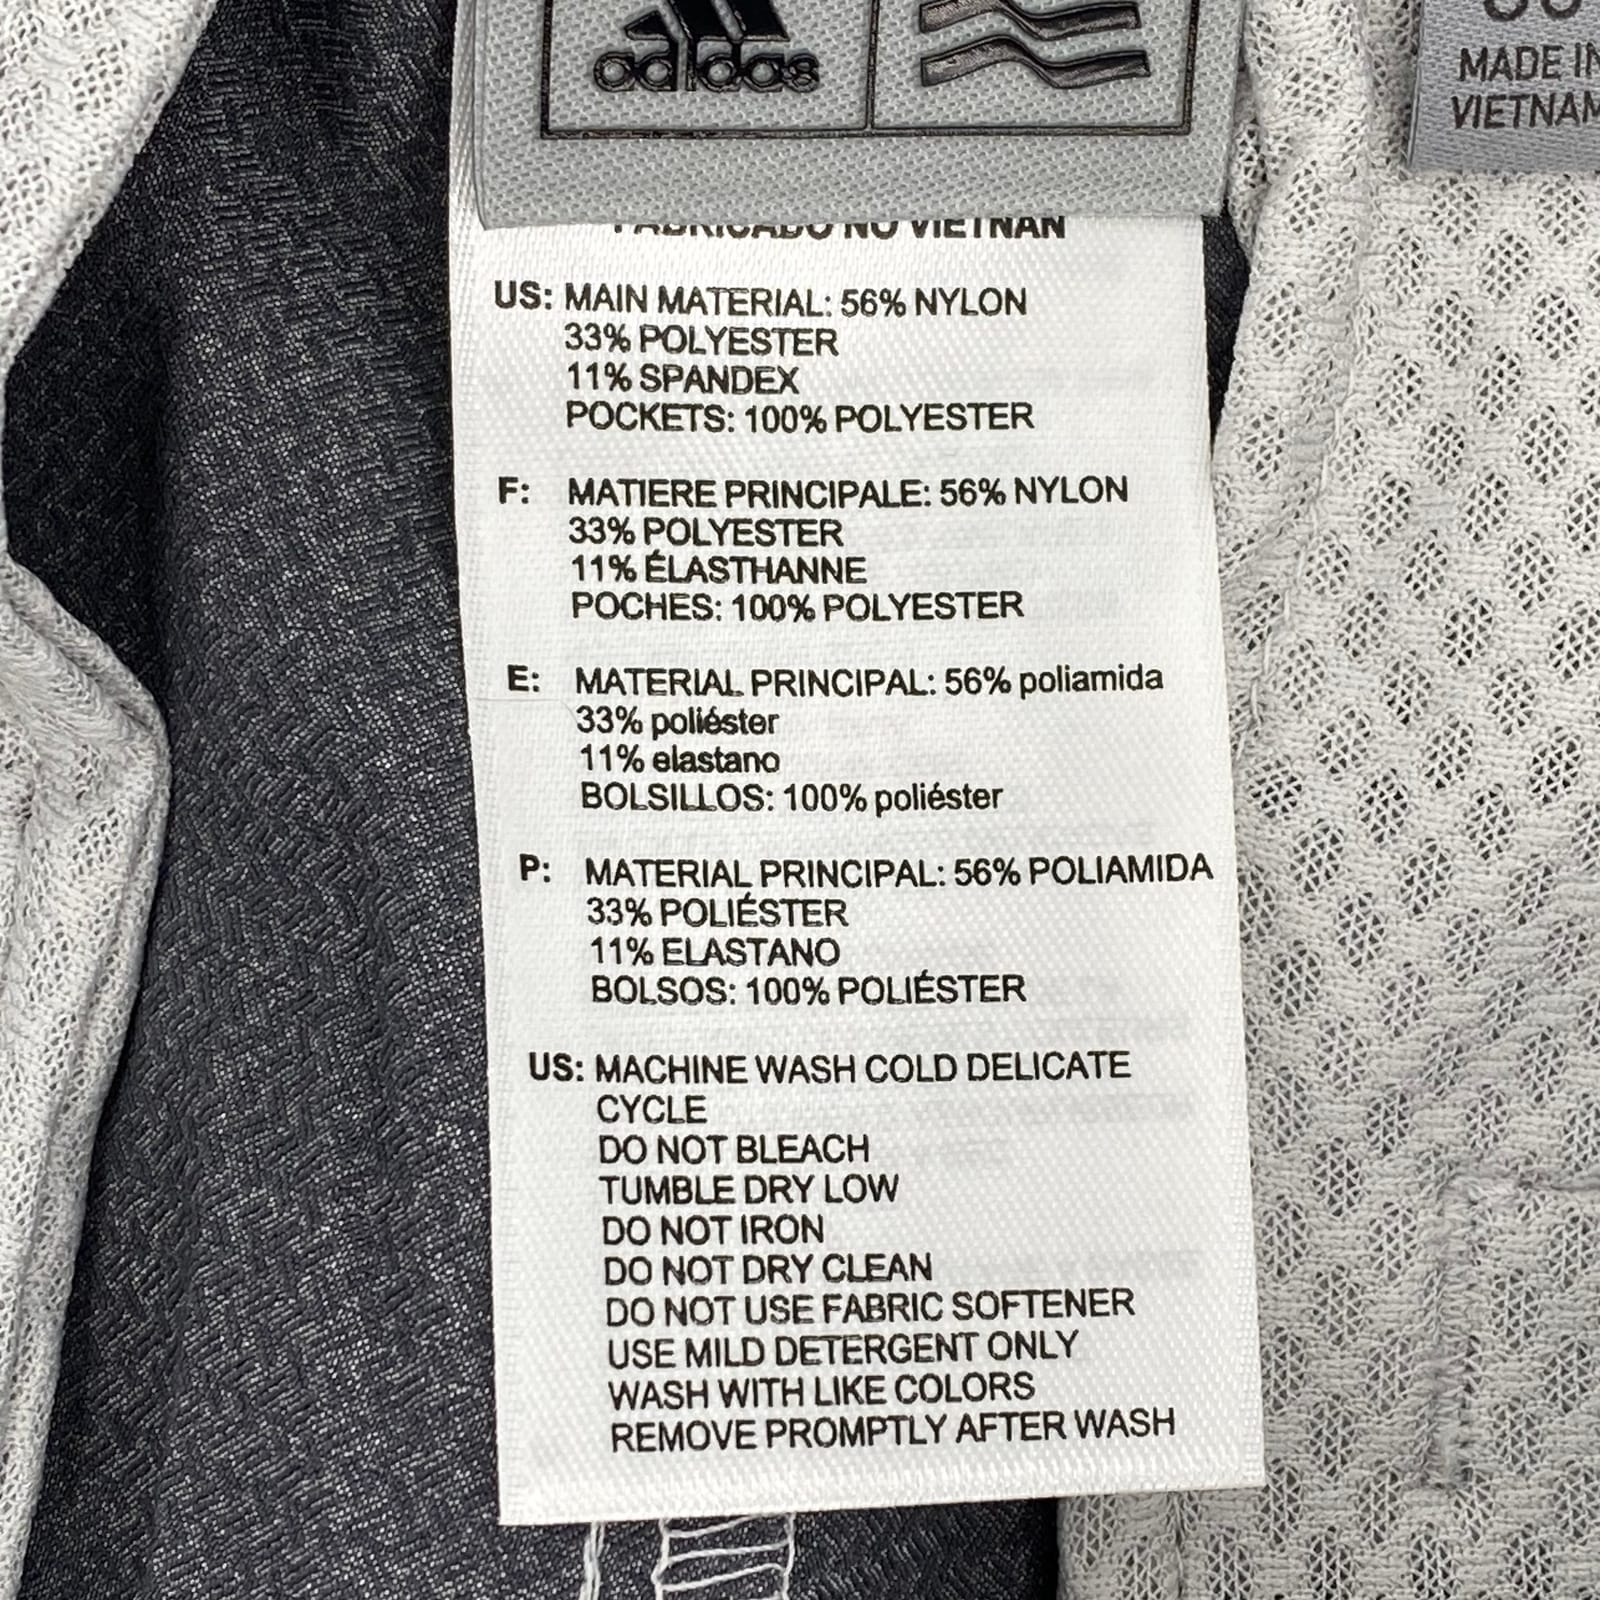 adidas
MADE IN
VIETNAM
FABRICADO NO VIETNAN
US: MAIN MATERIAL: 56% NYLON
33% POLYESTER
11% SPANDEX
POCKETS: 100% POLYESTER
F: MATIERE PRINCIPALE: 56% NYLON
33% POLYESTER
11% ÉLASTHANNE
POCHES: 100% POLYESTER
E: MATERIAL PRINCIPAL: 56% poliamida
33% poliéster
11% elastano
BOLSILLOS: 100% poliéster
P: MATERIAL PRINCIPAL: 56% POLIAMIDA
33% POLIÉSTER
11% ELASTANO
BOLSOS: 100% POLIÉSTER
US: MACHINE WASH COLD DELICATE
CYCLE
DO NOT BLEACH
TUMBLE DRY LOW
DO NOT IRON
DO NOT DRY CLEAN
DO NOT USE FABRIC SOFTENER
USE MILD DETERGENT ONLY
WASH WITH LIKE COLORS
REMOVE PROMPTLY AFTER WASH